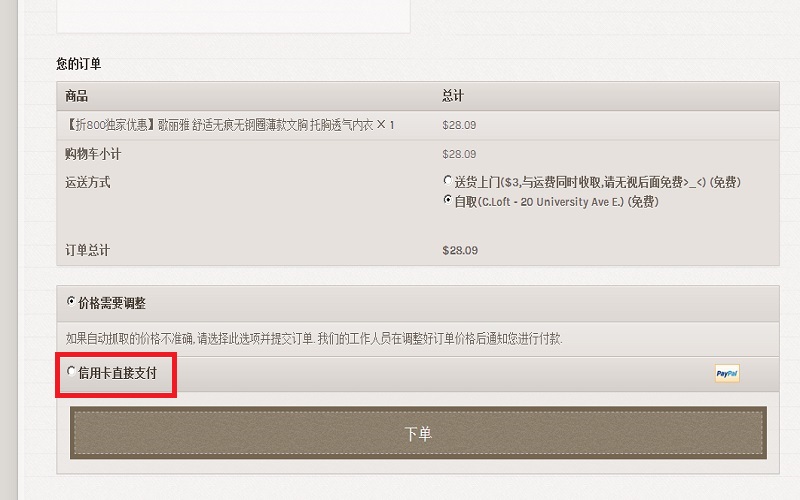 您的订单
商品 总计
【折800独家优惠】歌丽雅 舒适无痕无钢圈薄款文胸 托胸透气内衣 × 1 $28.09
购物车小计 $28.09
运送方式 送货上门($3,与运费同时收取,请无视后面免费>_<) (免费)
自取(C.Loft - 20 University Ave E.) (免费)
订单总计 $28.09
价格需要调整
如果自动抓取的价格不准确, 请选择此选项并提交订单. 我们的工作人员在调整好订单价格后通知您进行付款.
信用卡直接支付 PayPal
下单